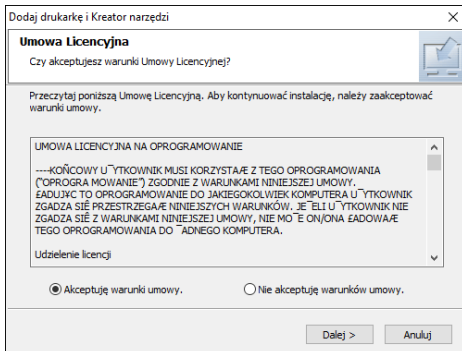 Dodaj drukarkę i Kreator narzędzi
Umowa Licencyjna
Czy akceptujesz warunki Umowy Licencyjnej?
Przeczytaj poniższą Umowę Licencyjną. Aby kontynuować instalację, należy zaakceptować
warunki umowy.
UMOWA LICENCYJNA NA OPROGRAMOWANIE
----KOÑCOWY U¯YTKOWNIK MUSI KORZYSTAÆ Z TEGO OPROGRAMOWANIA
("OPROGRA MOWANIE") ZGODNIE Z WARUNKAMI NINIEJSZEJ UMOWY.
£ADUJ¥C TO OPROGRAMOWANIE DO JAKIEGOKOLWIEK KOMPUTERA U¯YTKOWNIK
ZGADZA SIÊ PRZESTRZEGAÆ NINIEJSZYCH WARUNKÓW. JE¯ELI U¯YTKOWNIK NIE
ZGADZA SIÊ Z WARUNKAMI NINIEJSZEJ UMOWY, NIE MO¯E ON/ONA £ADOWAÆ
TEGO OPROGRAMOWANIA DO ¯ADNEGO KOMPUTERA.
Udzielenie licencji
Akceptuję warunki umowy.
Nie akceptuję warunków umowy.
Dalej >
Anuluj